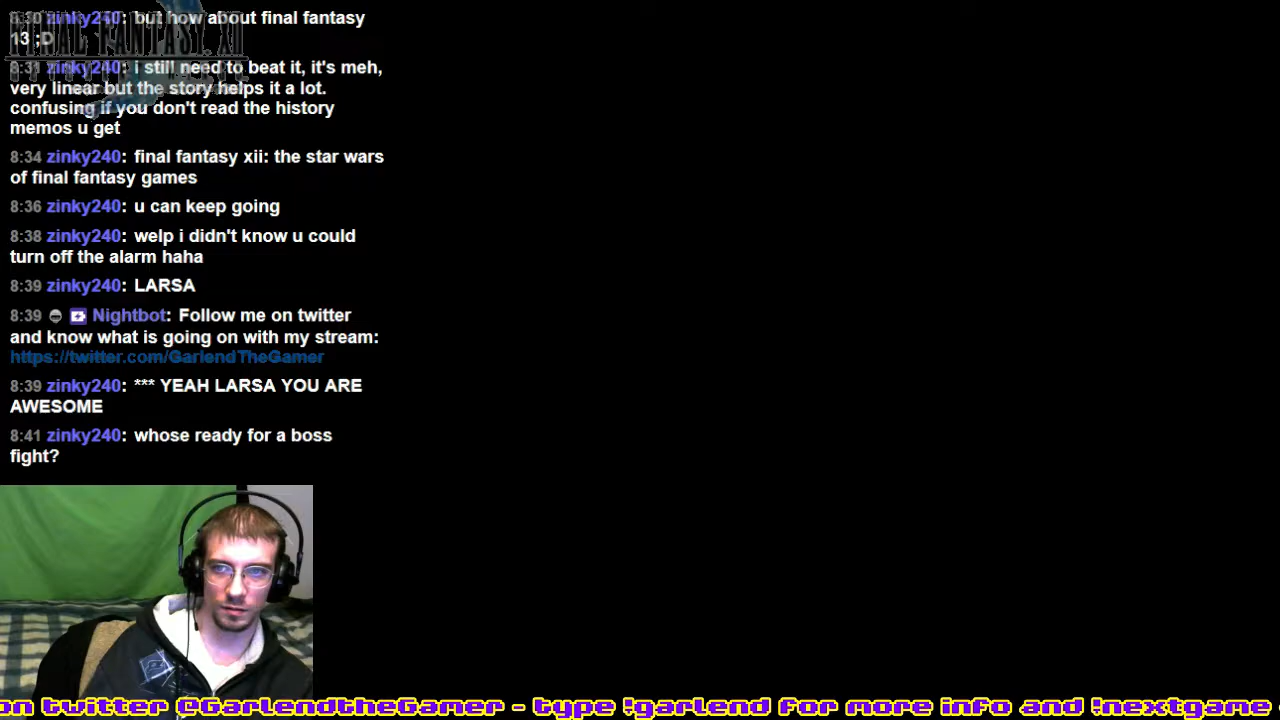 8:30 zinky240: but how about final fantasy
13 ;D
FINAL FANTASY XII
8:31 zinky240: i still need to beat it, it's meh,
very linear but the story helps it a lot.
confusing if you don't read the history
memos u get
8:34 zinky240: final fantasy xii: the star wars
of final fantasy games
8:36 zinky240: u can keep going
8:38 zinky240: welp i didn't know u could
turn off the alarm haha
8:39 zinky240: LARSA
8:39 Nightbot: Follow me on twitter
and know what is going on with my stream:
https://twitter.com/GarlendTheGamer
8:39 zinky240: *** YEAH LARSA YOU ARE
AWESOME
8:41 zinky240: whose ready for a boss
fight?
on twitter @GarlendtheGamer - type !garlend for more info and !nextgame